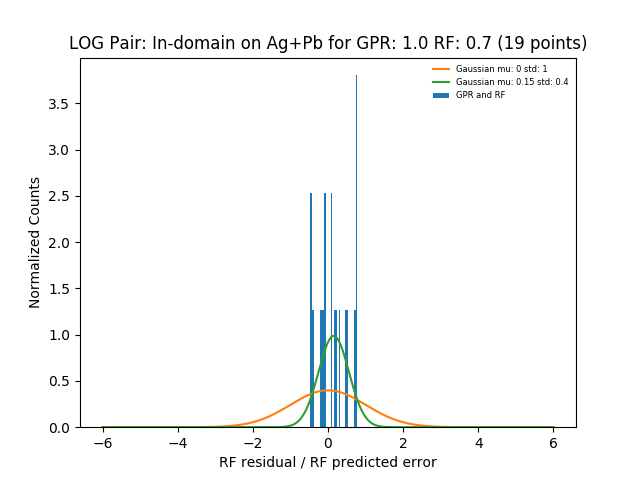 LOG Pair: In-domain on Ag+Pb for GPR: 1.0 RF: 0.7 (19 points)
Gaussian mu: 0 std: 1
Gaussian mu: 0.15 std: 0.4
GPR and RF
Normalized Counts
3.5
3.0
2.5
2.0
1.5
1.0
0.5
0.0
−6
−4
−2
0
2
4
6
RF residual / RF predicted error